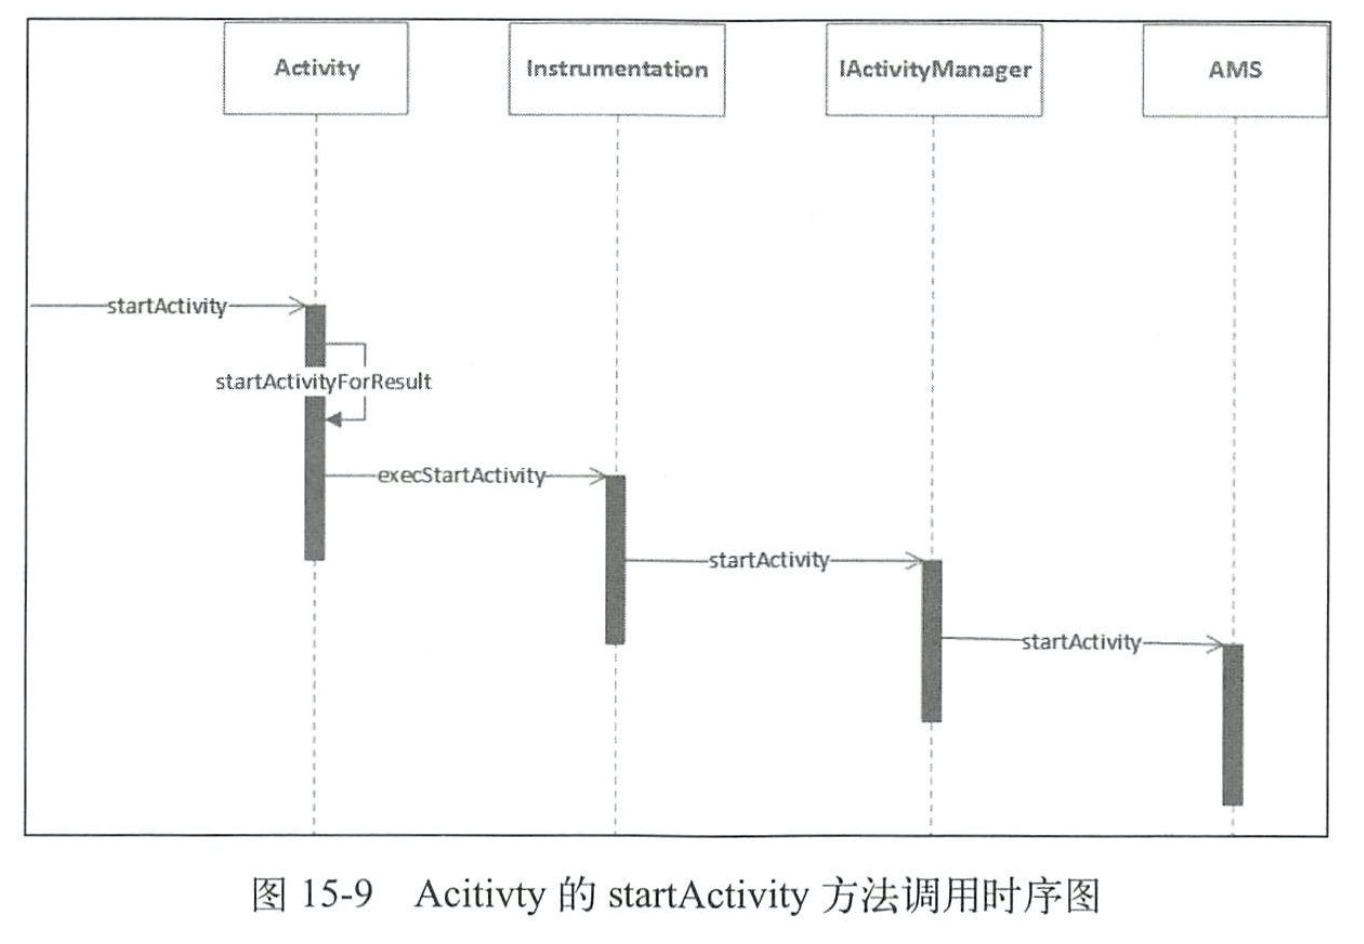 Activity
Instrumentation
IActivityManager
AMS
startActivity
startActivityForResult
execStartActivity
startActivity
startActivity
图 15-9 Acitivty 的 startActivity 方法调用时序图